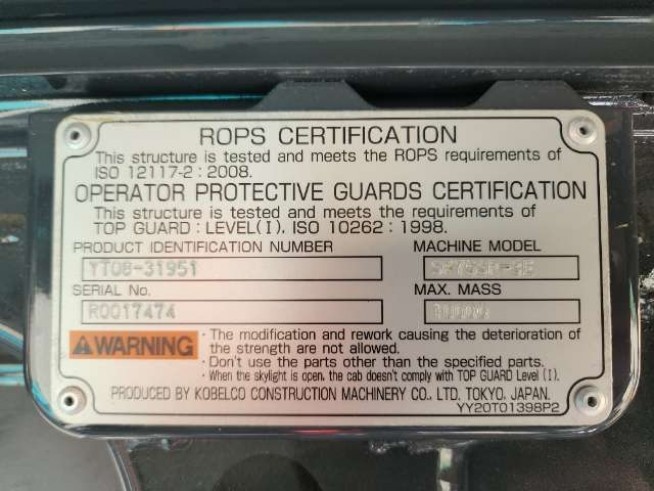 ROPS CERTIFICATION
This structure is tested and meets the ROPS requirements of
ISO 12117-2 : 2008.
OPERATOR PROTECTIVE GUARDS CERTIFICATION
This structure is tested and meets the requirements of
TOP GUARD : LEVEL(I), ISO 10262 : 1998.
PRODUCT IDENTIFICATION NUMBER
MACHINE MODEL
YT08-31951
SERIAL No.
MAX. MASS
R0017474
WARNING
・The modification and rework causing the deterioration of
the strength are not allowed.
・Don't use the parts other than the specified parts.
・When the skylight is open, the cab doesn't comply with TOP GUARD Level (I).
PRODUCED BY KOBELCO CONSTRUCTION MACHINERY CO., LTD. TOKYO, JAPAN.
YY20T01398P2